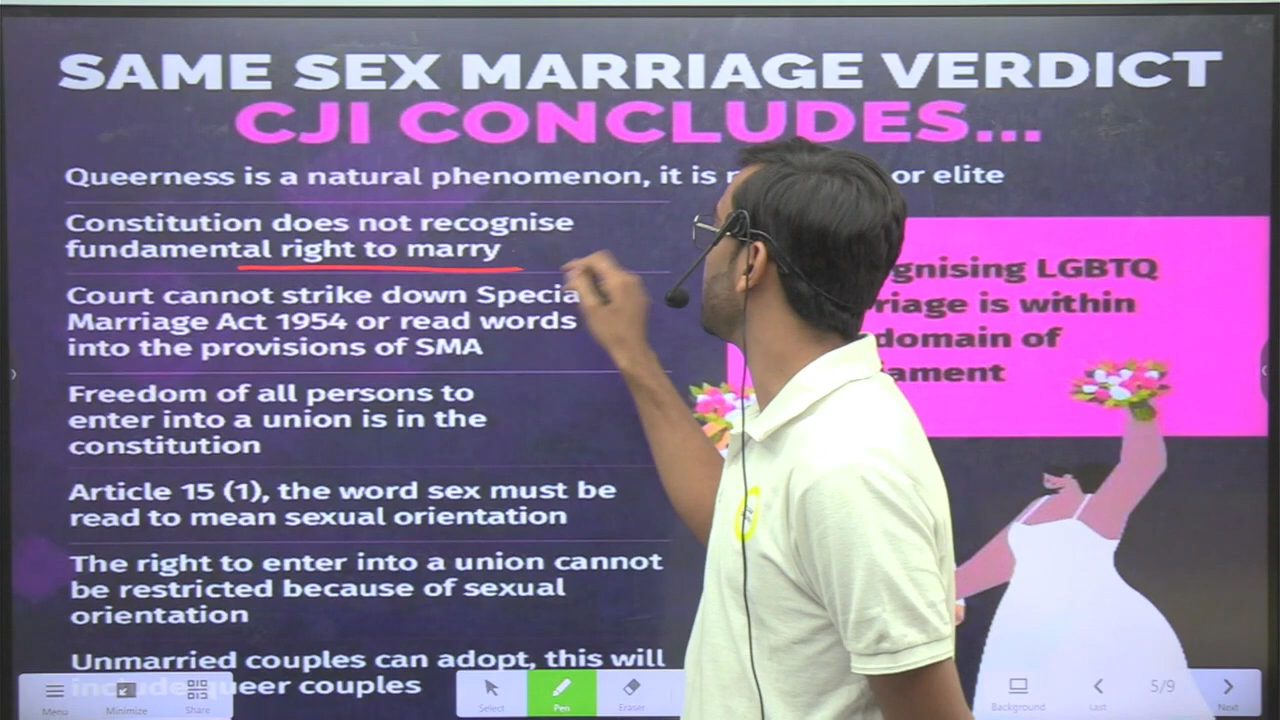 SAME SEX MARRIAGE VERDICT
CJI CONCLUDES...
Queerness is a natural phenomenon, it is or elite
Constitution does not recognise
fundamental right to marry
Court cannot strike down
Marriage Act 1954 or read words
into the provisions of SMA
Freedom of all persons to
enter into a union is in the
constitution
Article 15 (1), the word sex must be
read to mean sexual orientation
The right to enter into a union cannot
be restricted because of sexual
orientation
Unmarried couples can adopt, this will
include queer couples
LGBTQ
is within
domain of
Menu
Minimize
Share
Select
Pen
Eraser
Background
Last
5/9
Next